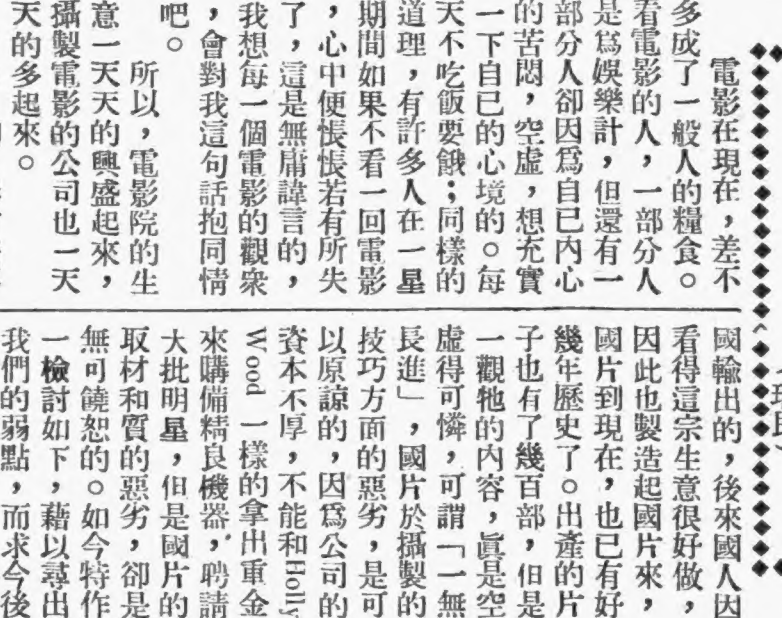 電影在現在，差不
多成了一般人的糧食。
看電影的人，一部分人
是爲娛樂計，但還有一
部分人卻因爲自己內心
的苦悶，空虛，想充實
一下自已的心境的。每
天不吃飯要餓；同樣的
道理，有許多人在一星
期間如果不看一回電影
，心中便悵悵若有所失
了，這是無庸諱言的，
我想每一個電影的觀衆
，會對我這句話抱同情
吧。
所以，電影院的生
意一天天的興盛起來，
攝製電影的公司也一天
天的多起來。
國輸出的，後來國人因
看得這宗生意很好做，
因此也製造起國片來，
國片到現在，也已有好
幾年歷史了。出產的片
子也有了幾百部，但是
一觀牠的內容，眞是空
虛得可憐，可謂「一無
長進」，國片於攝製的
技巧方面的惡劣，是可
以原諒的，因爲公司的
資本不厚，不能和Holly
Wood 一樣的拿出重金
來購備精良機器，聘請
大批明星，但是國片的
取材和質的惡劣，卻是
無可饒恕的。如今特作
一檢討如下，藉以尋出
我們的弱點，而求今後